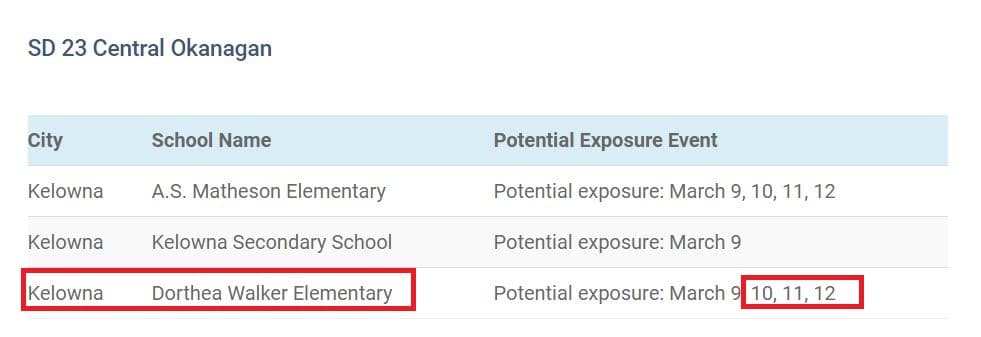 SD 23 Central Okanagan
City School Name Potential Exposure Event
Kelowna A.S. Matheson Elementary Potential exposure: March 9, 10, 11, 12
Kelowna Kelowna Secondary School Potential exposure: March 9
Kelowna Dorthea Walker Elementary Potential exposure: March 9 10, 11, 12